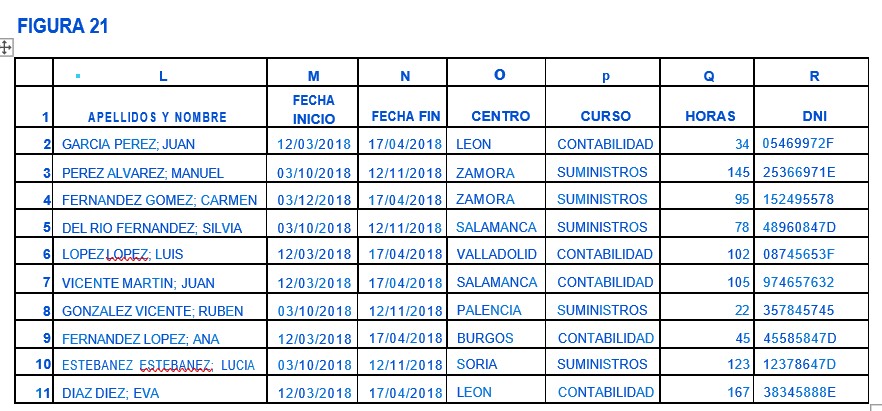 FIGURA 21
L M N O p Q R
1 APELLIDOS Y NOMBRE FECHA INICIO FECHA FIN CENTRO CURSO HORAS DNI
2 GARCIA PEREZ; JUAN 12/03/2018 17/04/2018 LEON CONTABILIDAD 34 05469972F
3 PEREZ ALVAREZ; MANUEL 03/10/2018 12/11/2018 ZAMORA SUMINISTROS 145 25366971E
4 FERNANDEZ GOMEZ; CARMEN 03/12/2018 17/04/2018 ZAMORA SUMINISTROS 95 152495578
5 DEL RIO FERNANDEZ; SILVIA 03/10/2018 12/11/2018 SALAMANCA SUMINISTROS 78 48960847D
6 LOPEZ LOPEZ; LUIS 12/03/2018 17/04/2018 VALLADOLID CONTABILIDAD 102 08745653F
7 VICENTE MARTIN; JUAN 12/03/2018 17/04/2018 SALAMANCA CONTABILIDAD 105 974657632
8 GONZALEZ VICENTE; RUBEN 03/10/2018 12/11/2018 PALENCIA SUMINISTROS 22 357845745
9 FERNANDEZ LOPEZ; ANA 12/03/2018 17/04/2018 BURGOS CONTABILIDAD 45 45585847D
10 ESTEBANEZ ESTEBANEZ; LUCIA 03/10/2018 12/11/2018 SORIA SUMINISTROS 123 12378647D
11 DIAZ DIEZ; EVA 12/03/2018 17/04/2018 LEON CONTABILIDAD 167 38345888E